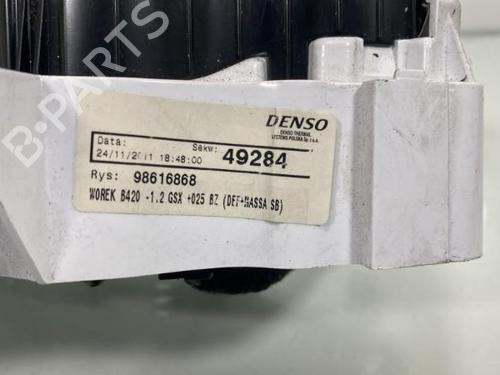 DENSO
DENSO THERMAL
SYSTEMS POLSKA Sp. z o.o.
Data: Sekw:
24/11/2011 18:48:00 49284
Rys: 98616868
WOREK B420 -1.2 GSX +025 BZ (DEF+MASSA SB)
B-PARTS